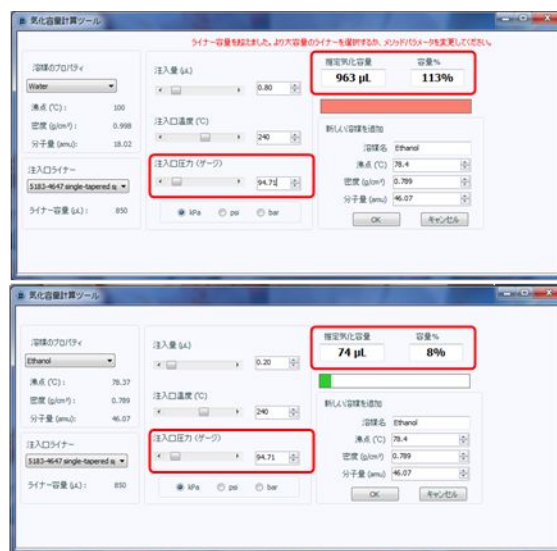 気化容量計算ツール
ライナー容量を超えました。より大容量のライナーを選択するか、メソッドパラメータを変更してください。
溶媒のプロパティ
Water
沸点 (℃): 100
密度 (g/cm³): 0.998
分子量 (amu): 18.02
注入口ライナー
5183-4647 single-tapered s
ライナー容量 (µL): 850
注入量 (µL)
0.80
注入口温度 (℃)
240
注入口圧力 (ゲージ)
94.71
kPa psi bar
推定気化容量 容量%
963 µL 113%
新しい溶媒を追加
溶媒名 Ethanol
沸点 (℃) 78.4
密度 (g/cm³) 0.789
分子量 (amu) 46.07
OK キャンセル
気化容量計算ツール
溶媒のプロパティ
Ethanol
沸点 (℃): 78.37
密度 (g/cm³): 0.789
分子量 (amu): 46.07
注入口ライナー
5183-4647 single-tapered s
ライナー容量 (µL): 850
注入量 (µL)
0.20
注入口温度 (℃)
240
注入口圧力 (ゲージ)
94.71
kPa psi bar
推定気化容量 容量%
74 µL 8%
新しい溶媒を追加
溶媒名 Ethanol
沸点 (℃) 78.4
密度 (g/cm³) 0.789
分子量 (amu) 46.07
OK キャンセル